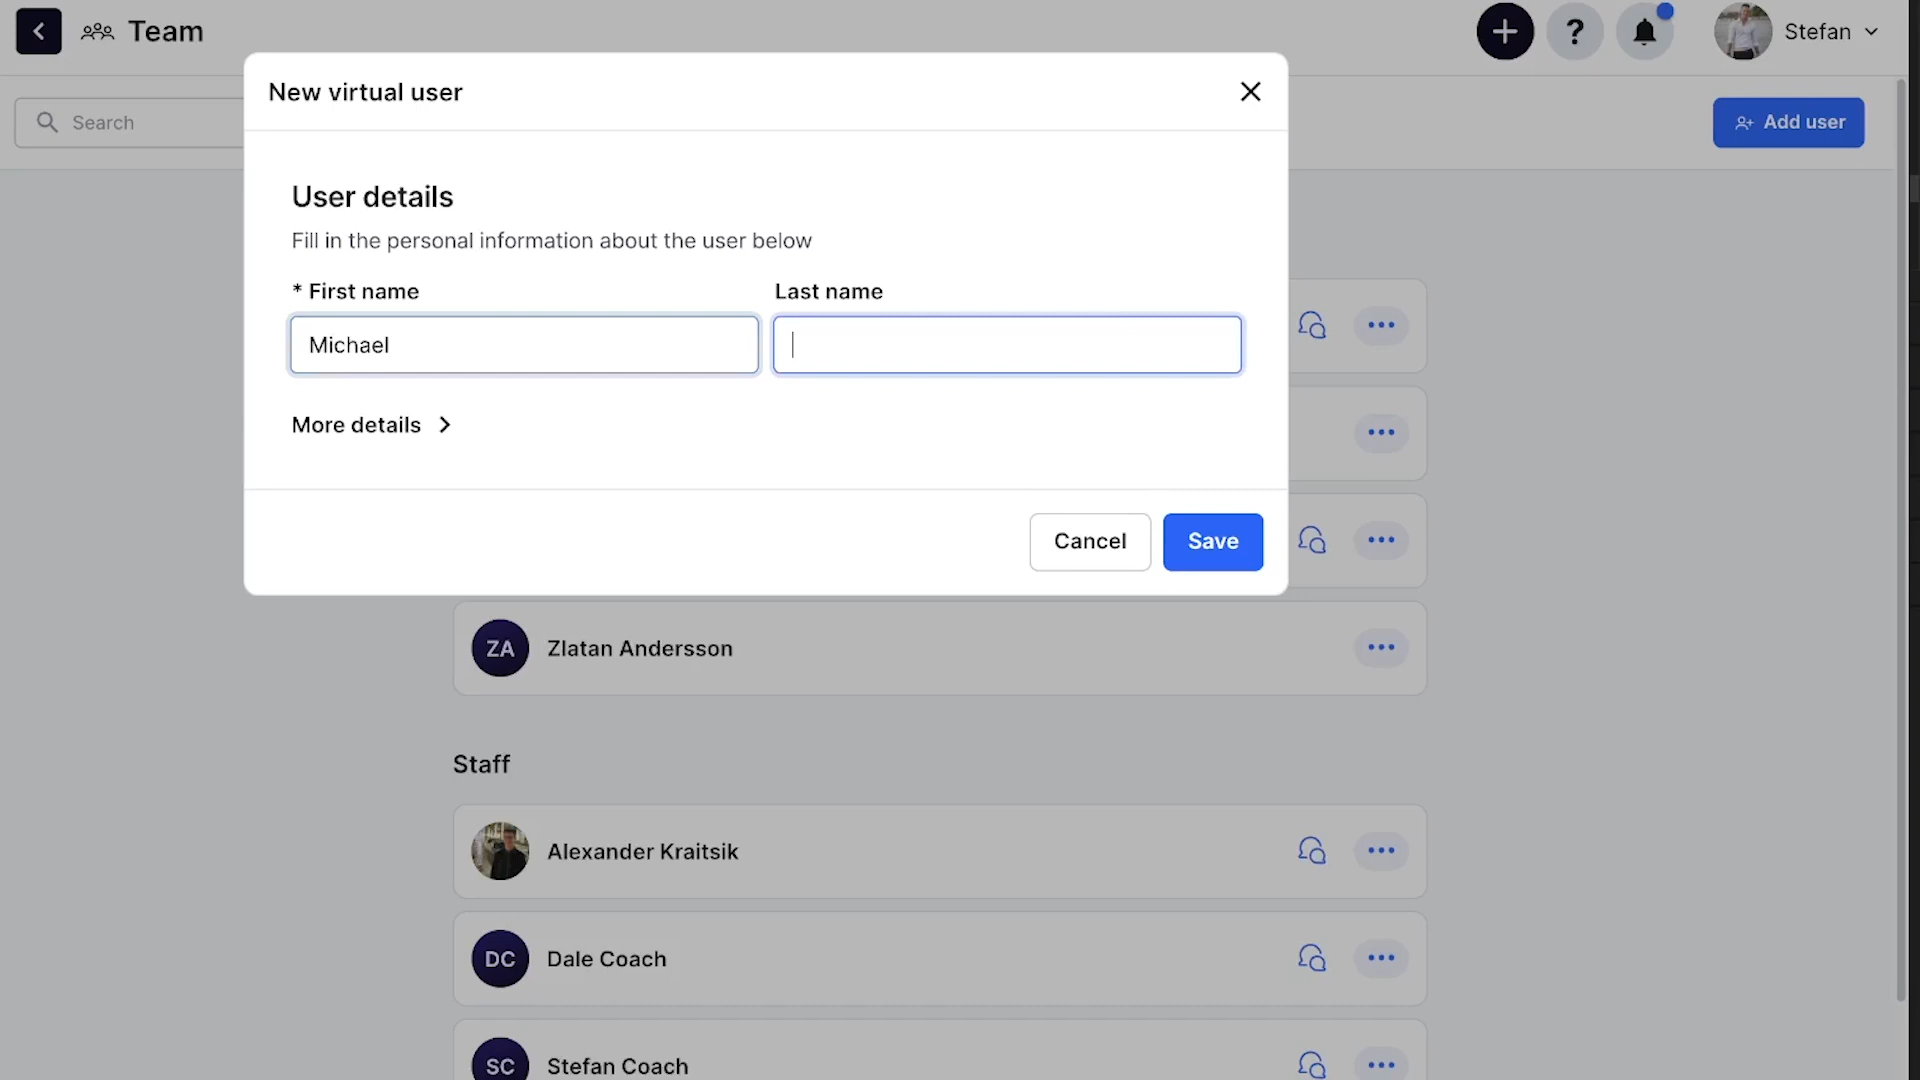 Team
?
Stefan
Search
Add user
New virtual user
User details
Fill in the personal information about the user below
* First name
Last name
Michael
More details
Cancel
Save
ZA
Zlatan Andersson
Staff
Alexander Kraitsik
DC
Dale Coach
SC
Stefan Coach